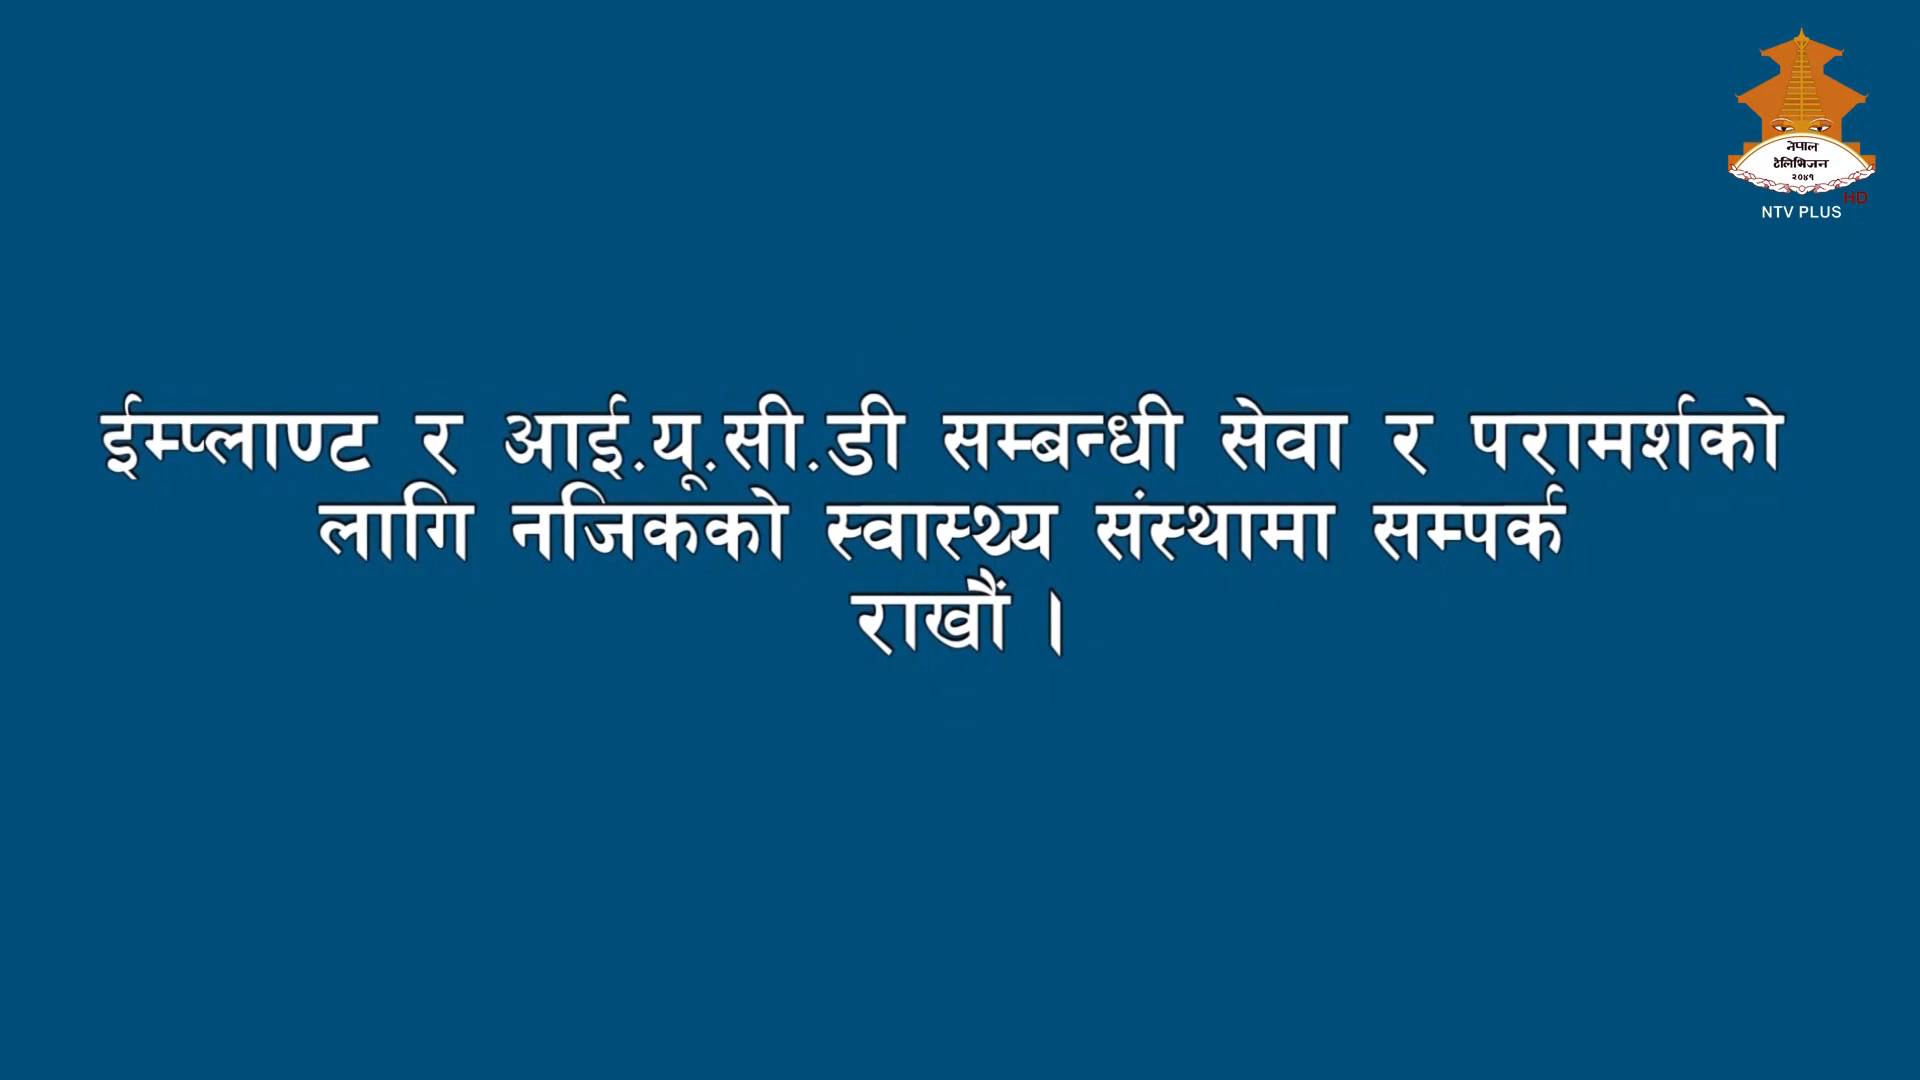 नेपाल
टेलिभिजन
२०४१
HD
NTV PLUS
ईम्प्लाण्ट र आई.यू.सी.डी सम्बन्धी सेवा र परामर्शको
लागि नजिकको स्वास्थ्य संस्थामा सम्पर्क
राखौं ।